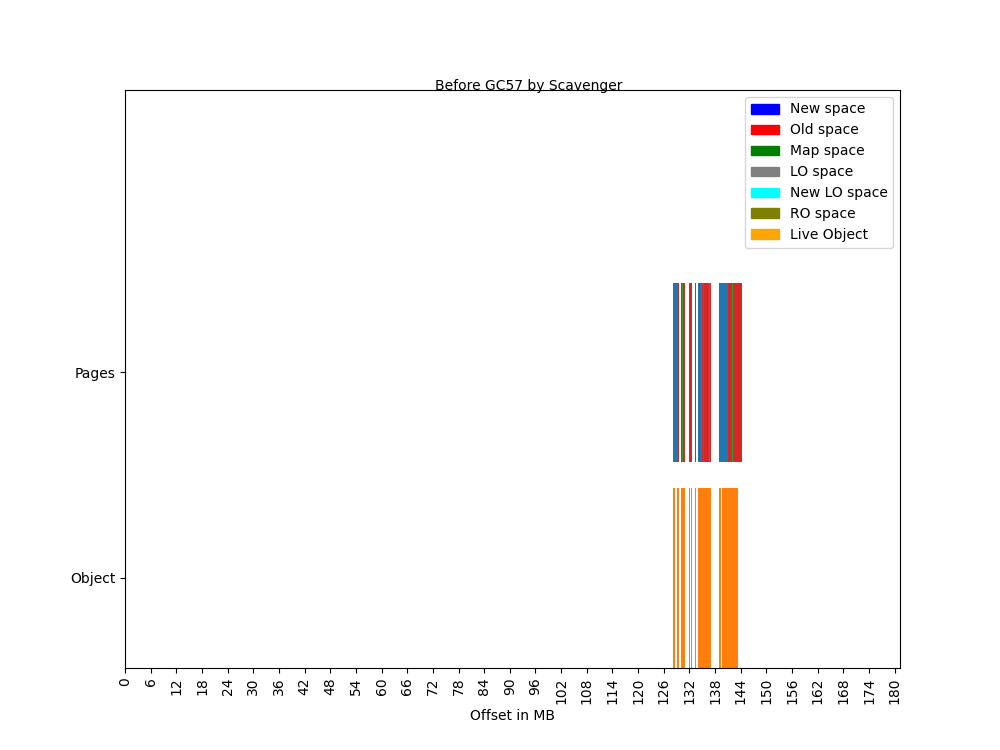 Before GC57 by Scavenger
New space
Old space
Map space
LO space
New LO space
RO space
Live Object
Pages
Object
0 6 12 18 24 30 36 42 48 54 60 66 72 78 84 90 96 102 108 114 120 126 132 138 144 150 156 162 168 174 180
Offset in MB